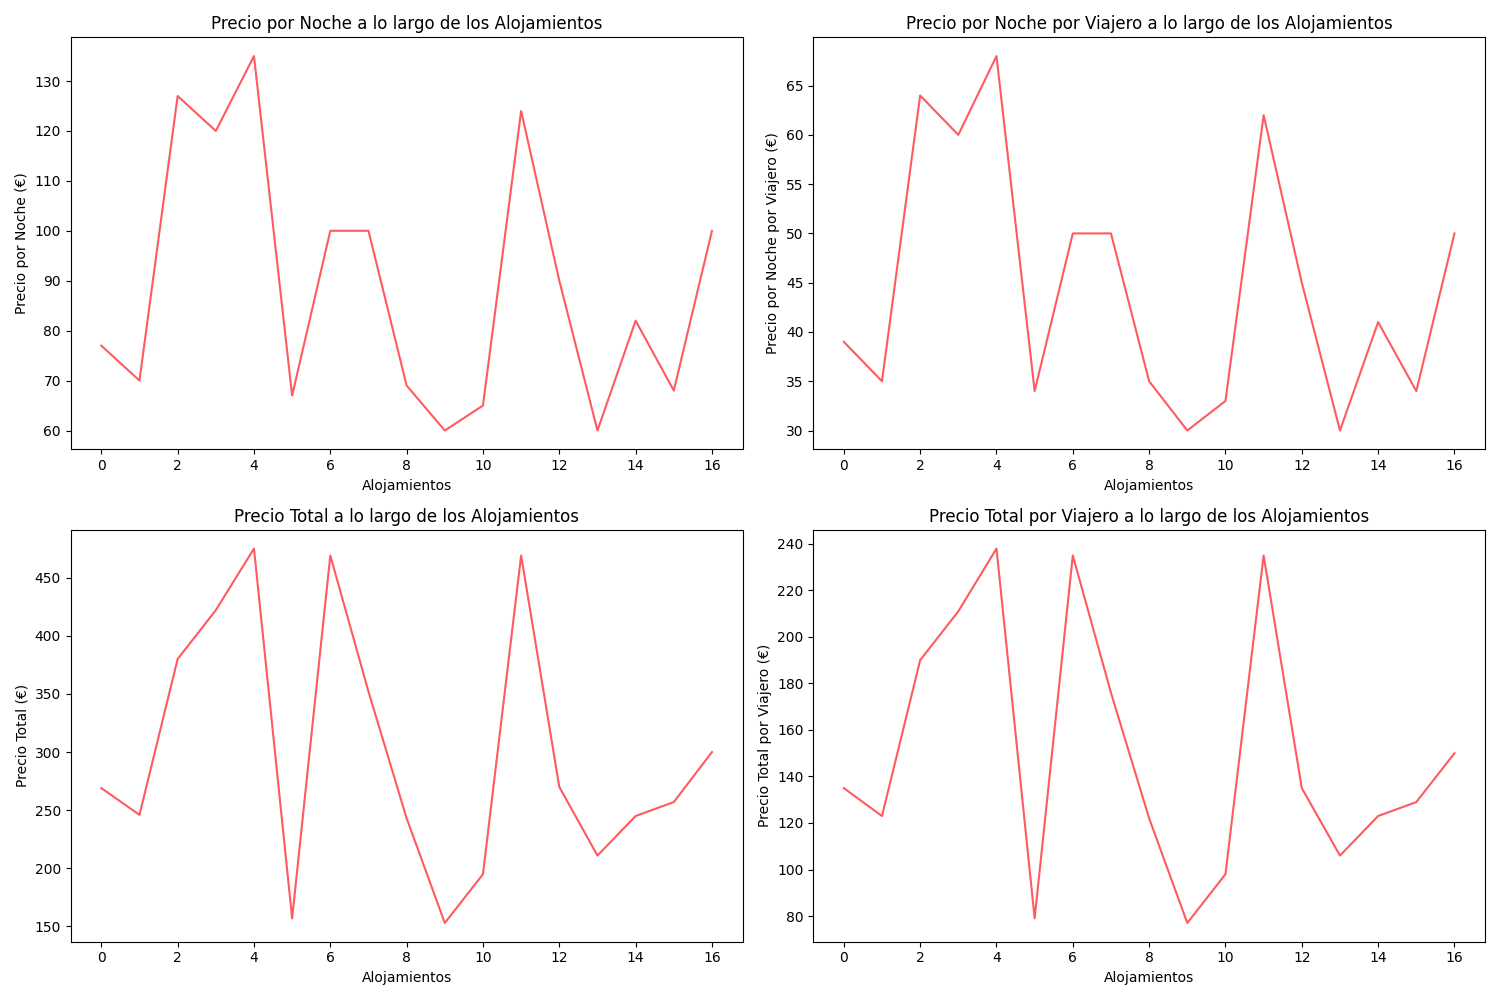 Precio por Noche a lo largo de los Alojamientos
Precio por Noche (€)
130
120
110
100
90
80
70
60
0 2 4 6 8 10 12 14 16
Alojamientos
Precio por Noche por Viajero a lo largo de los Alojamientos
Precio por Noche por Viajero (€)
65
60
55
50
45
40
35
30
0 2 4 6 8 10 12 14 16
Alojamientos
Precio Total a lo largo de los Alojamientos
Precio Total (€)
450
400
350
300
250
200
150
0 2 4 6 8 10 12 14 16
Alojamientos
Precio Total por Viajero a lo largo de los Alojamientos
Precio Total por Viajero (€)
240
220
200
180
160
140
120
100
80
0 2 4 6 8 10 12 14 16
Alojamientos